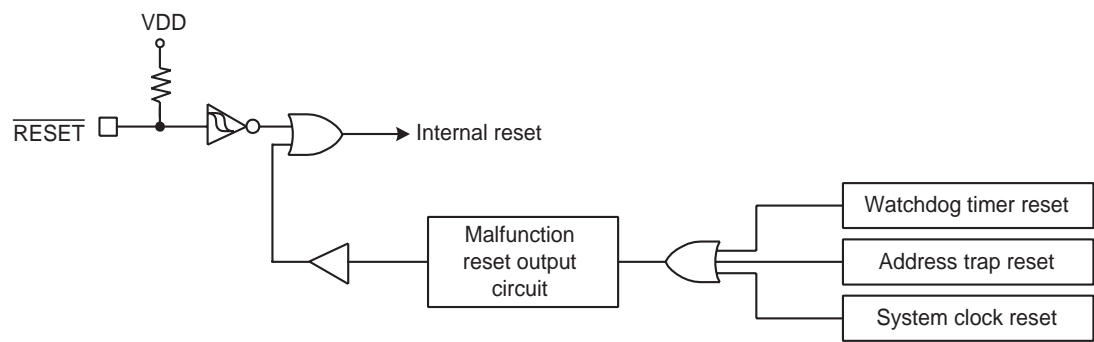 VDD
RESET
Internal reset
Malfunction
reset output
circuit
Watchdog timer reset
Address trap reset
System clock reset